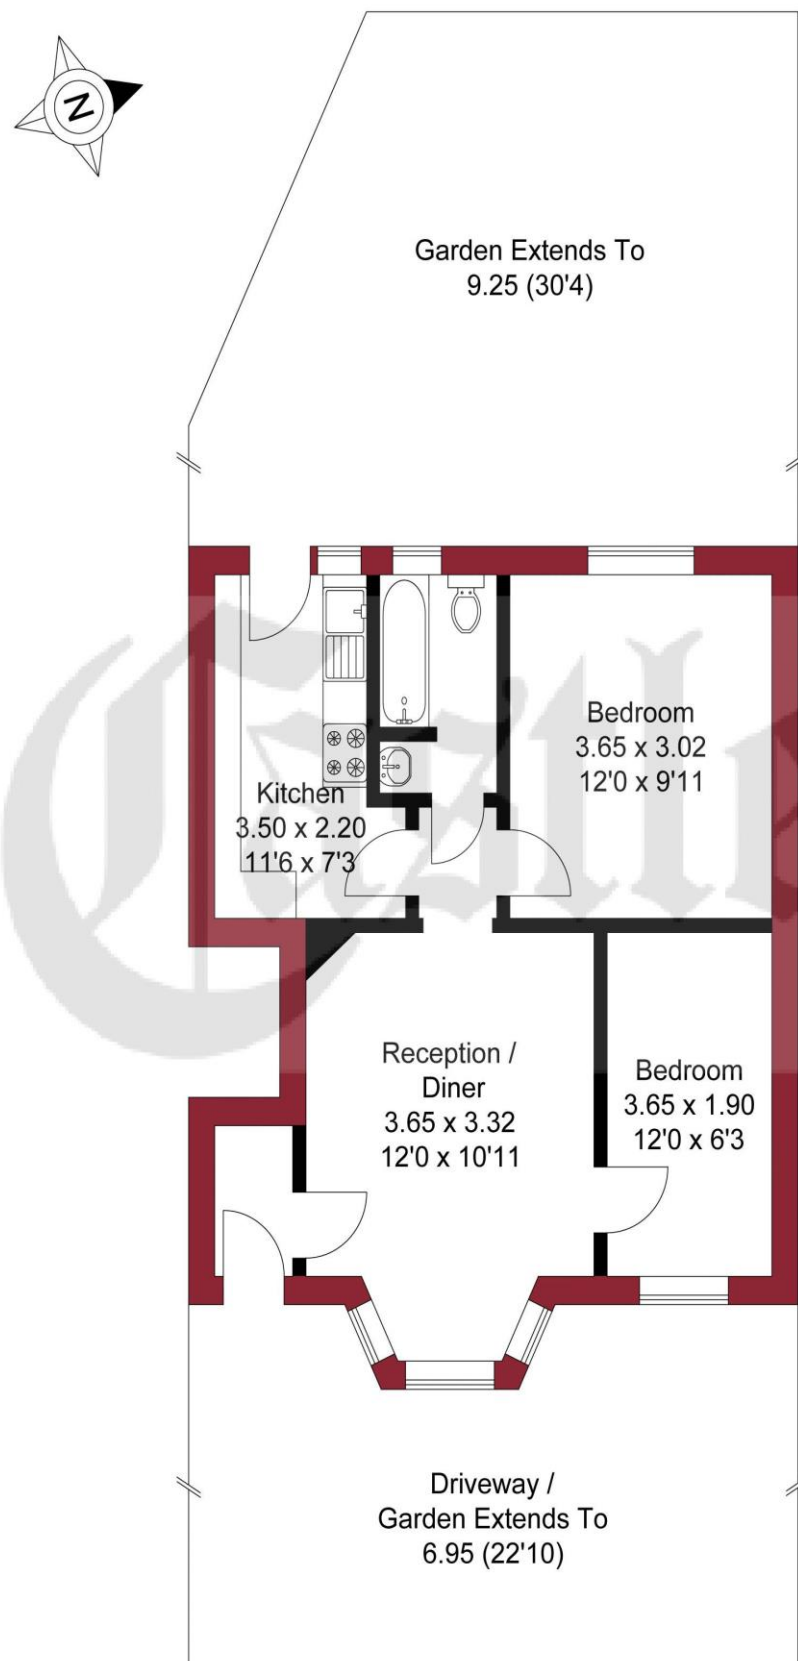 N
Garden Extends To
9.25 (30'4)
Bedroom
3.65 x 3.02
12'0 x 9'11
Kitchen
3.50 x 2.20
11'6 x 7'3
Reception /
Diner
3.65 x 3.32
12'0 x 10'11
Bedroom
3.65 x 1.90
12'0 x 6'3
Driveway /
Garden Extends To
6.95 (22'10)
Castle